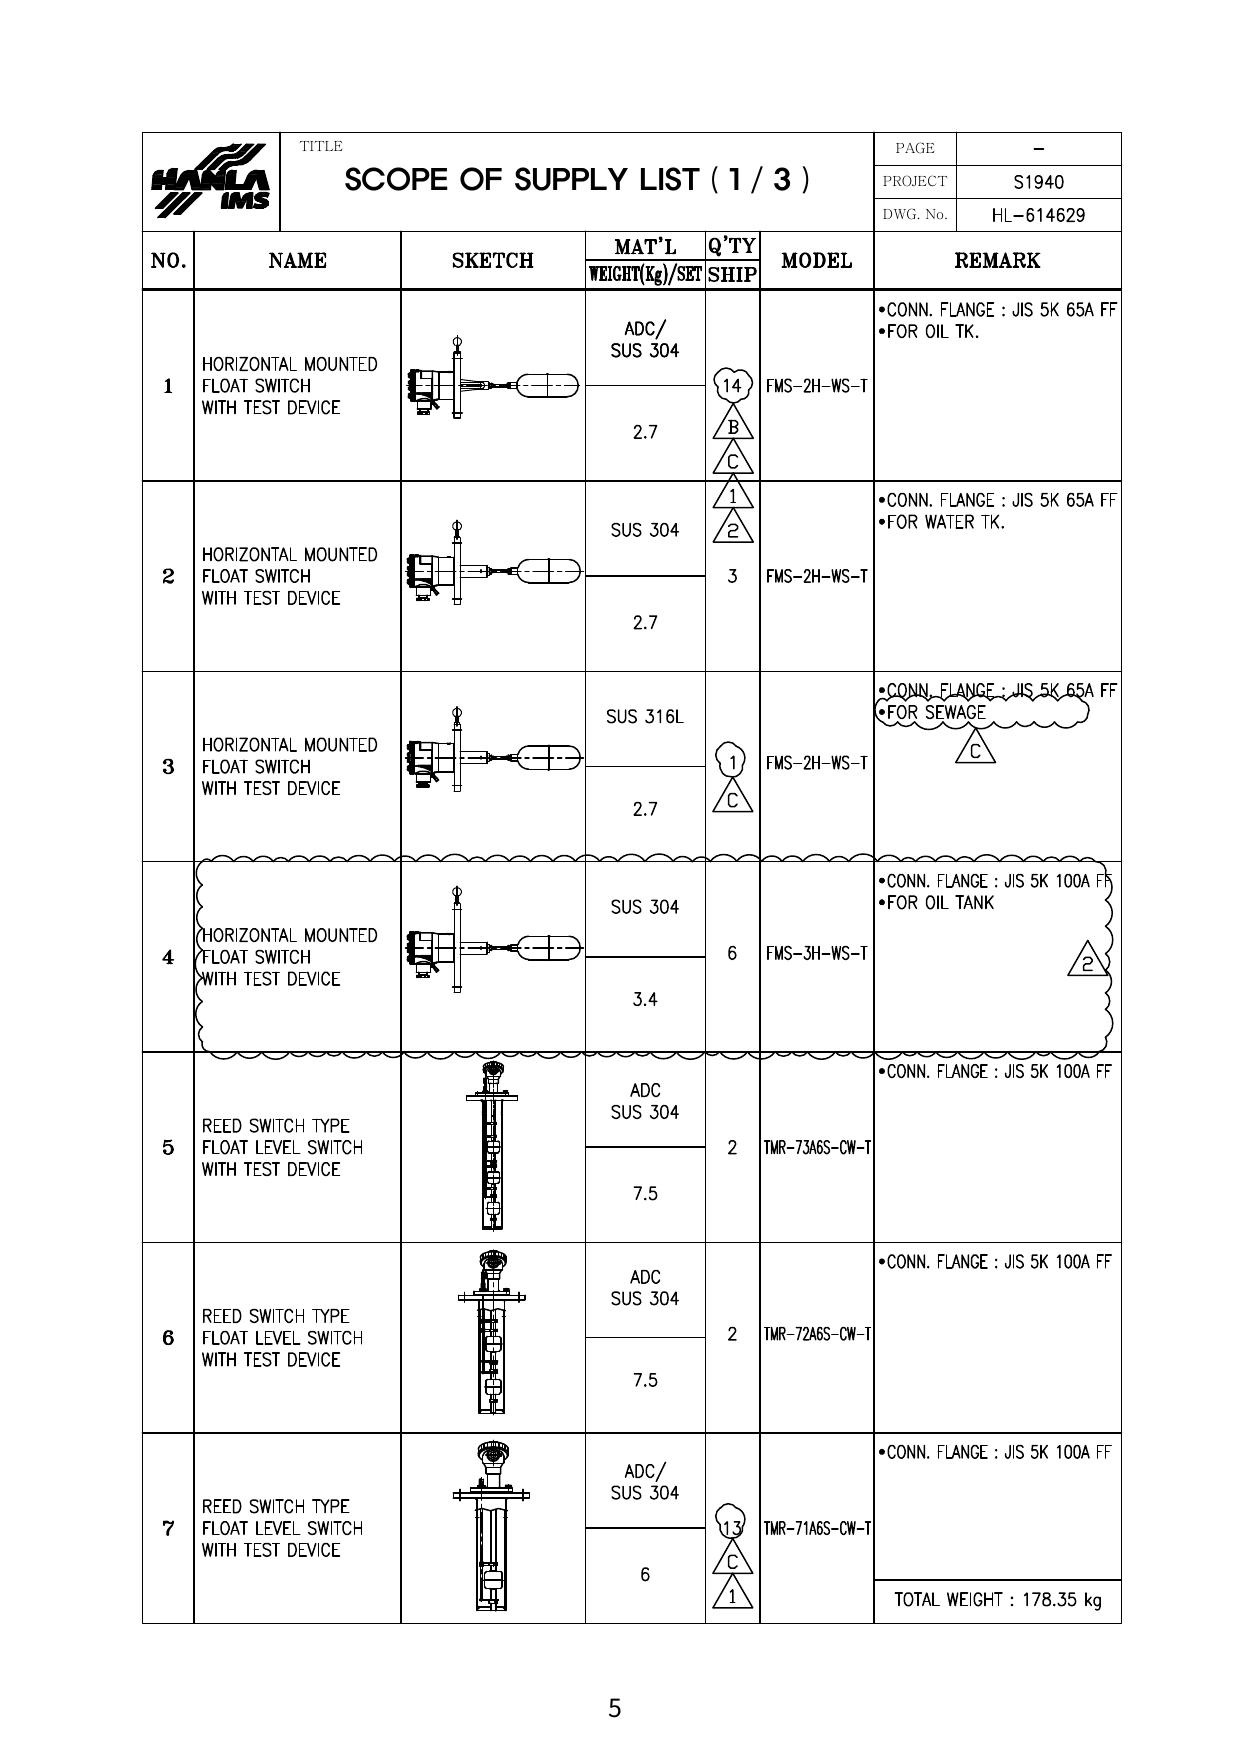 HANLA
IMS
TITLE
SCOPE OF SUPPLY LIST ( 1 / 3 )
PAGE
-
PROJECT
S1940
DWG. No.
HL-614629
NO.
NAME
SKETCH
MAT'L
WEIGHT(Kg)/SET
Q'TY
SHIP
MODEL
REMARK
1
HORIZONTAL MOUNTED
FLOAT SWITCH
WITH TEST DEVICE
ADC/
SUS 304
2.7
14
B
C
1
2
FMS-2H-WS-T
•CONN. FLANGE : JIS 5K 65A FF
•FOR OIL TK.
2
HORIZONTAL MOUNTED
FLOAT SWITCH
WITH TEST DEVICE
SUS 304
2.7
3
FMS-2H-WS-T
•CONN. FLANGE : JIS 5K 65A FF
•FOR WATER TK.
3
HORIZONTAL MOUNTED
FLOAT SWITCH
WITH TEST DEVICE
SUS 316L
2.7
1
C
FMS-2H-WS-T
•CONN. FLANGE : JIS 5K 65A FF
•FOR SEWAGE
C
4
HORIZONTAL MOUNTED
FLOAT SWITCH
WITH TEST DEVICE
SUS 304
3.4
6
FMS-3H-WS-T
•CONN. FLANGE : JIS 5K 100A FF
•FOR OIL TANK
2
5
REED SWITCH TYPE
FLOAT LEVEL SWITCH
WITH TEST DEVICE
ADC
SUS 304
7.5
2
TMR-73A6S-CW-T
•CONN. FLANGE : JIS 5K 100A FF
6
REED SWITCH TYPE
FLOAT LEVEL SWITCH
WITH TEST DEVICE
ADC
SUS 304
7.5
2
TMR-72A6S-CW-T
•CONN. FLANGE : JIS 5K 100A FF
7
REED SWITCH TYPE
FLOAT LEVEL SWITCH
WITH TEST DEVICE
ADC/
SUS 304
6
13
C
1
TMR-71A6S-CW-T
•CONN. FLANGE : JIS 5K 100A FF
TOTAL WEIGHT : 178.35 kg
5